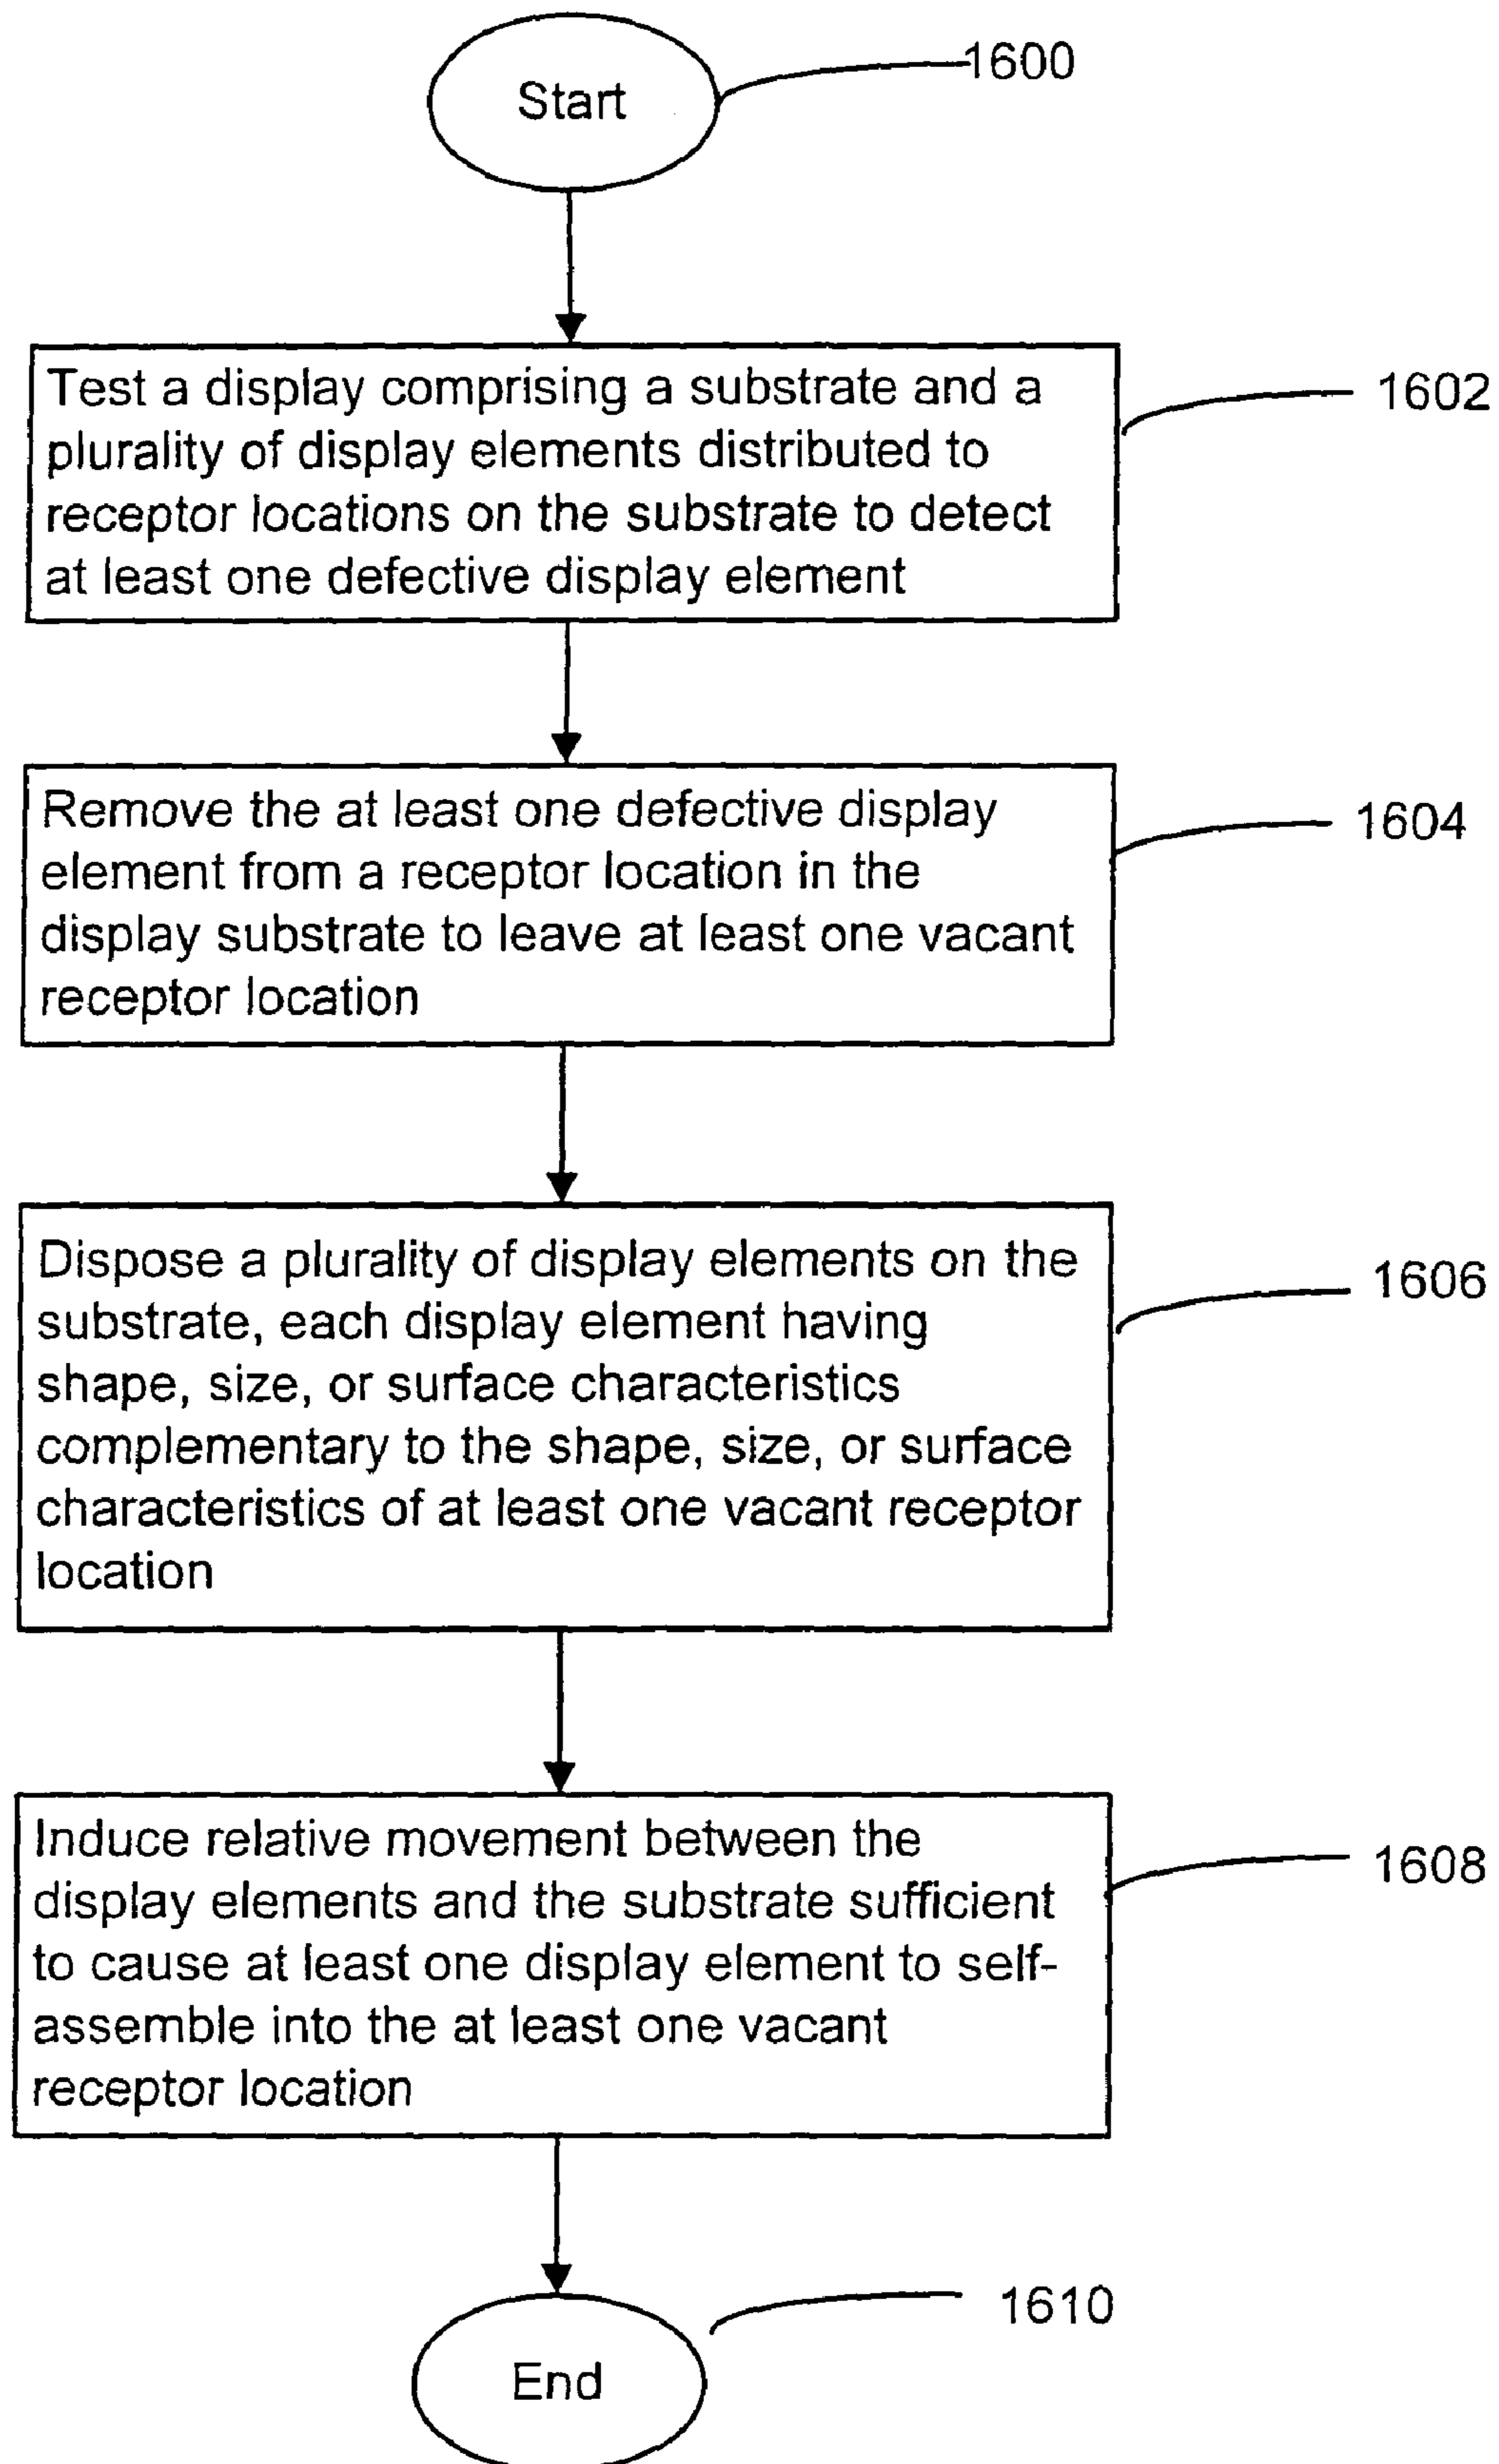 Start
1600
Test a display comprising a substrate and a
plurality of display elements distributed to
receptor locations on the substrate to detect
at least one defective display element
1602
Remove the at least one defective display
element from a receptor location in the
display substrate to leave at least one vacant
receptor location
1604
Dispose a plurality of display elements on the
substrate, each display element having
shape, size, or surface characteristics
complementary to the shape, size, or surface
characteristics of at least one vacant receptor
location
1606
Induce relative movement between the
display elements and the substrate sufficient
to cause at least one display element to self-
assemble into the at least one vacant
receptor location
1608
1610
End